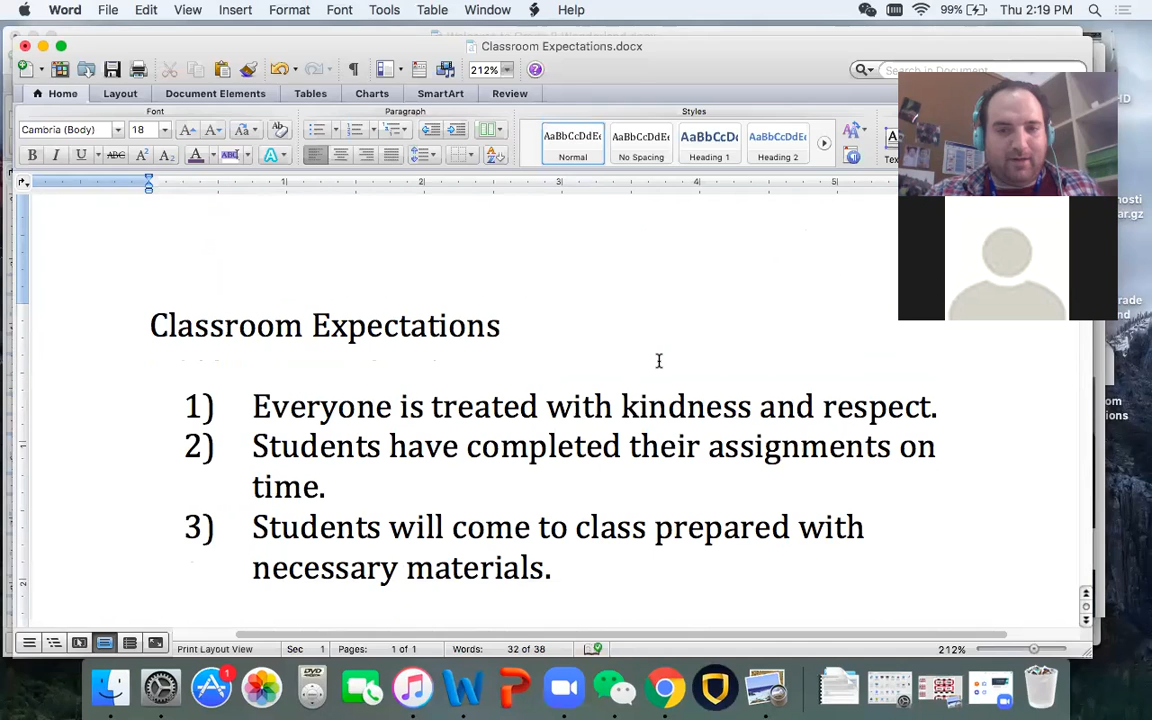 Word File Edit View Insert Format Font Tools Table Window Help 99% Thu 2:19 PM
Classroom Expectations.docx
212% Search in Document
Home Layout Document Elements Tables Charts SmartArt Review
Font Paragraph Styles
Cambria (Body) 18 AaBbCcDdEe AaBbCcDdEe AaBbCcDc AaBbCcDdEe
Normal No Spacing Heading 1 Heading 2
Classroom Expectations
1) Everyone is treated with kindness and respect.
2) Students have completed their assignments on
time.
3) Students will come to class prepared with
necessary materials.
Print Layout View Sec 1 Pages: 1 of 1 Words: 32 of 38 212%